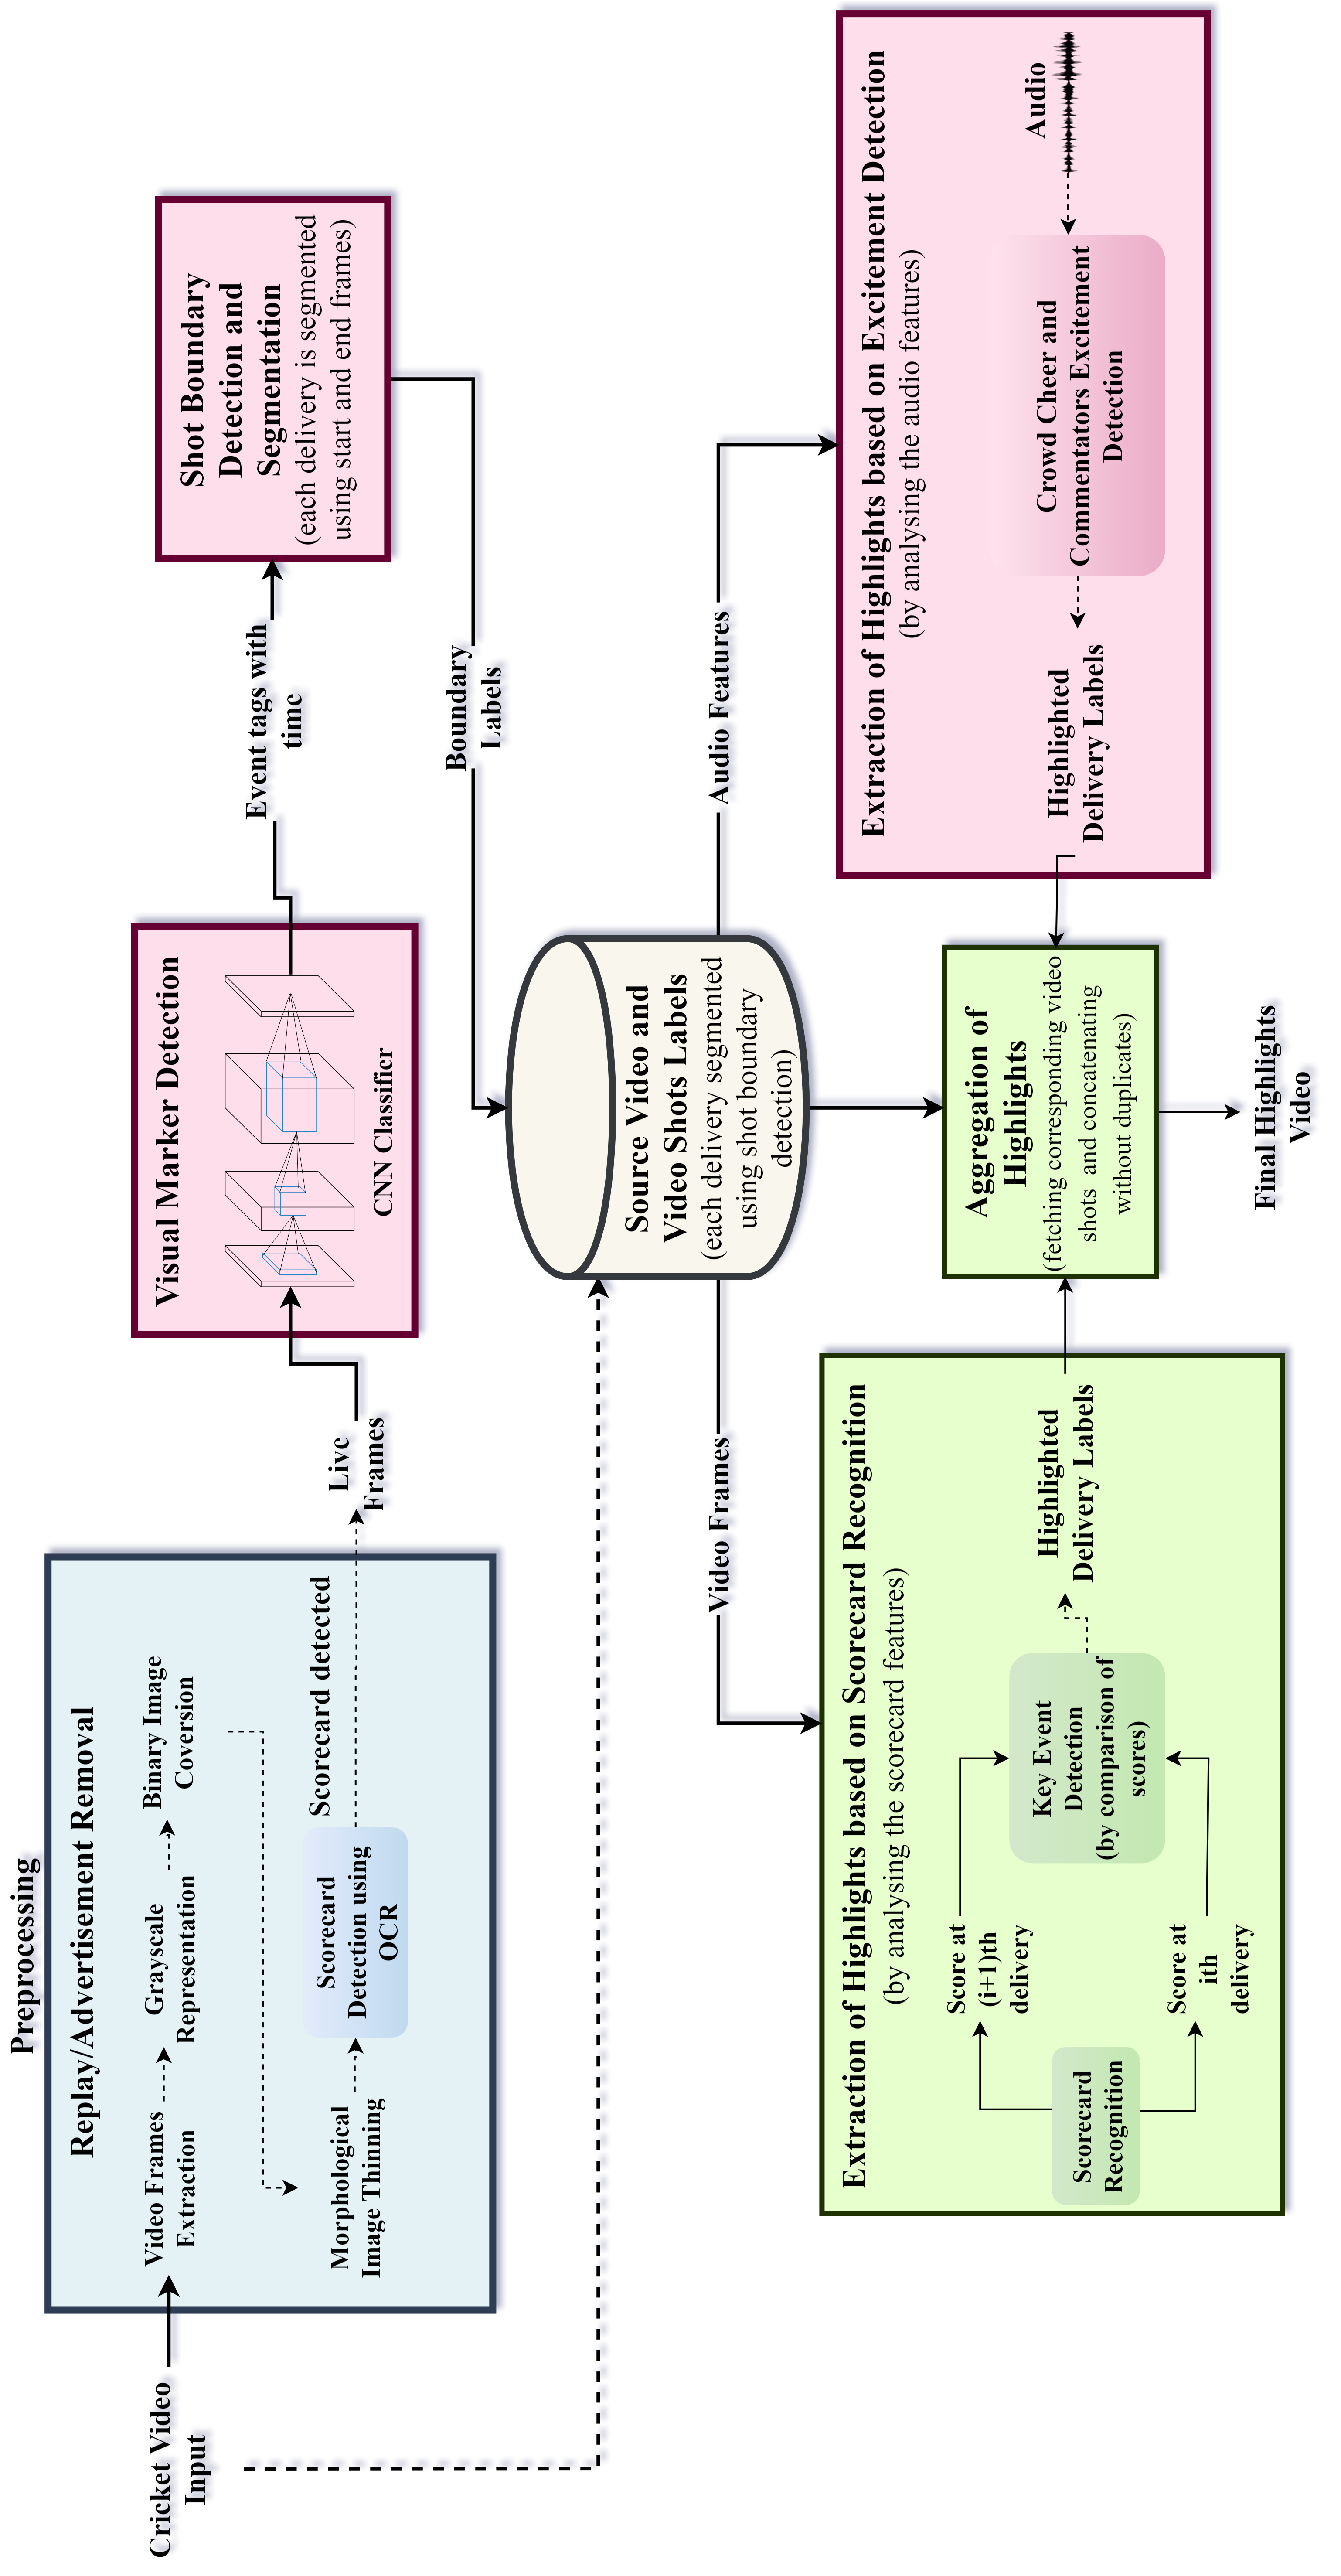 Preprocessing
Replay/Advertisement Removal
Cricket Video
Input
Video Frames
Extraction
Grayscale
Representation
Binary Image
Coversion
Morphological
Image Thinning
Scorecard
Detection using
OCR
Scorecard detected
Live
Frames
Visual Marker Detection
CNN Classifier
Event tags with
time
Shot Boundary
Detection and
Segmentation
(each delivery is segmented
using start and end frames)
Boundary
Labels
Source Video and
Video Shots Labels
(each delivery segmented
using shot boundary
detection)
Video Frames
Audio Features
Extraction of Highlights based on Scorecard Recognition
(by analysing the scorecard features)
Scorecard
Recognition
Score at
(i+1)th
delivery
Score at
ith
delivery
Key Event
Detection
(by comparison of
scores)
Highlighted
Delivery Labels
Aggregation of
Highlights
(fetching corresponding video
shots and concatenating
without duplicates)
Final Highlights
Video
Extraction of Highlights based on Excitement Detection
(by analysing the audio features)
Highlighted
Delivery Labels
Crowd Cheer and
Commentators Excitement
Detection
Audio